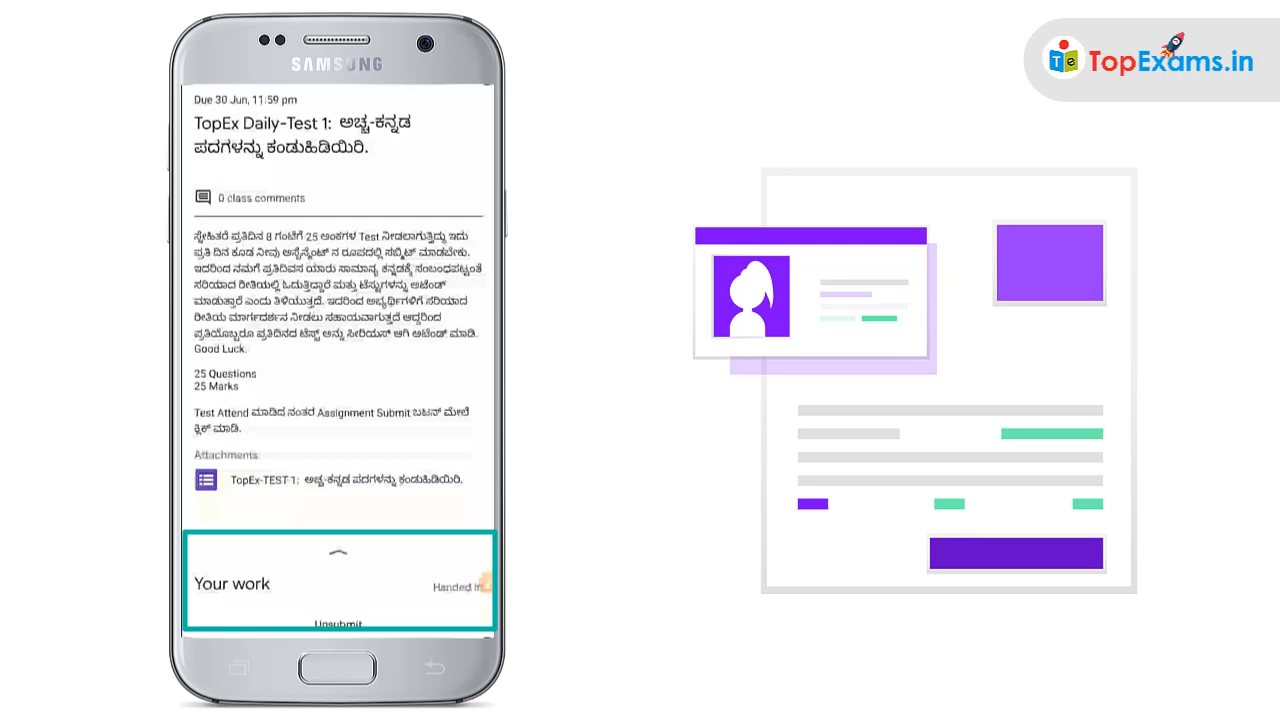 SAMSUNG
Te TopExams.in
Due 30 Jun, 11:59 pm
TopEx Daily-Test 1: ಅಚ್ಚ-ಕನ್ನಡ
ಪದಗಳನ್ನು ಕಂಡುಹಿಡಿಯಿರಿ.
0 class comments
ಸ್ನೇಹಿತರೆ ಪ್ರತಿದಿನ 8 ಗಂಟೆಗೆ 25 ಅಂಕಗಳ Test ನೀಡಲಾಗುತ್ತಿದ್ದು ಇದು
ಪ್ರತಿ ದಿನ ಕೂಡ ನೀವು ಅಸೈನ್ಮೆಂಟ್ ನ ರೂಪದಲ್ಲಿ ಸಬ್ಮಿಟ್ ಮಾಡಬೇಕು.
ಇದರಿಂದ ನಮಗೆ ಪ್ರತಿದಿವಸ ಯಾರು ಸಾಮಾನ್ಯ ಕನ್ನಡಕ್ಕೆ ಸಂಬಂಧಪಟ್ಟಂತೆ
ಸರಿಯಾದ ರೀತಿಯಲ್ಲಿ ಓದುತ್ತಿದ್ದಾರೆ ಮತ್ತು ಟೆಸ್ಟುಗಳನ್ನು ಅಟೆಂಡ್
ಮಾಡುತ್ತಾರೆ ಎಂದು ತಿಳಿಯುತ್ತದೆ. ಇದರಿಂದ ಅಭ್ಯರ್ಥಿಗಳಿಗೆ ಸರಿಯಾದ
ರೀತಿಯ ಮಾರ್ಗದರ್ಶನ ನೀಡಲು ಸಹಾಯವಾಗುತ್ತದೆ ಆದ್ದರಿಂದ
ಪ್ರತಿಯೊಬ್ಬರೂ ಪ್ರತಿದಿನದ ಟೆಸ್ಟ್ ಅನ್ನು ಸೀರಿಯಸ್ ಆಗಿ ಅಟೆಂಡ್ ಮಾಡಿ.
Good Luck.
25 Questions
25 Marks
Test Attend ಮಾಡಿದ ನಂತರ Assignment Submit ಬಟನ್ ಮೇಲೆ
ಕ್ಲಿಕ್ ಮಾಡಿ.
Attachments
TopEx-TEST 1: ಅಚ್ಚ-ಕನ್ನಡ ಪದಗಳನ್ನು ಕಂಡುಹಿಡಿಯಿರಿ.
Your work
Handed in
Unsubmit